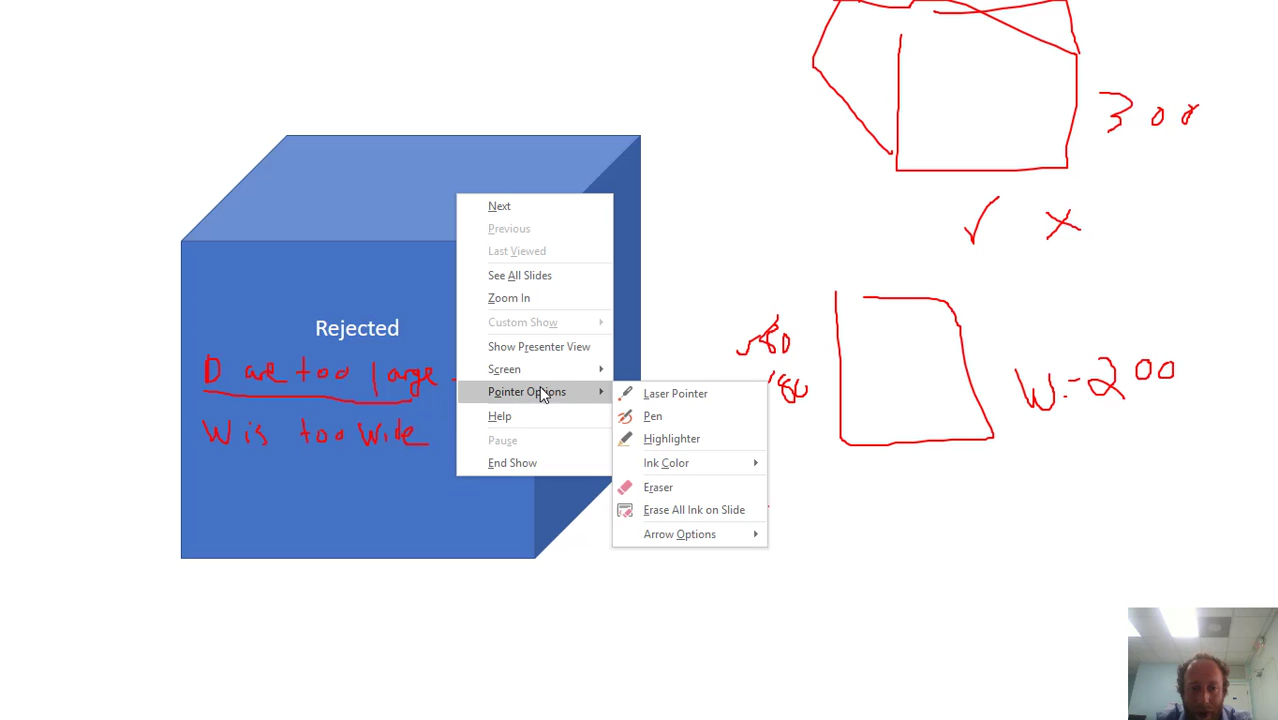 300
✓ X
Rejected
D are too large
W is too Wide
180
W = 200
Next
Previous
Last Viewed
See All Slides
Zoom In
Custom Show
Show Presenter View
Screen
Pointer Options
Help
Pause
End Show
Laser Pointer
Pen
Highlighter
Ink Color
Eraser
Erase All Ink on Slide
Arrow Options